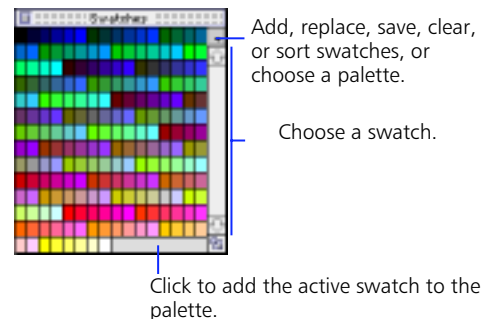 Swatches
Add, replace, save, clear,
or sort swatches, or
choose a palette.
Choose a swatch.
Click to add the active swatch to the
palette.